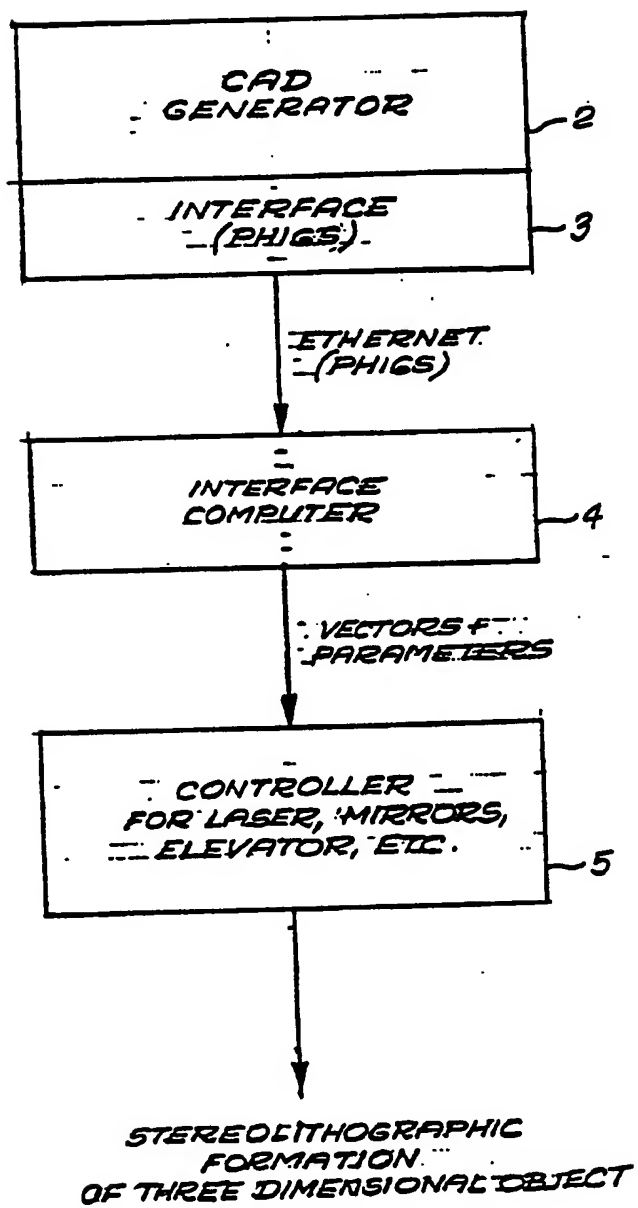 CAD
GENERATOR
2
INTERFACE
(PHIGS)
3
ETHERNET
(PHIGS)
INTERFACE
COMPUTER
4
VECTORS +
PARAMETERS
CONTROLLER
FOR LASER, MIRRORS,
ELEVATOR, ETC.
5
STEREOLITHOGRAPHIC
FORMATION
OF THREE DIMENSIONAL OBJECT